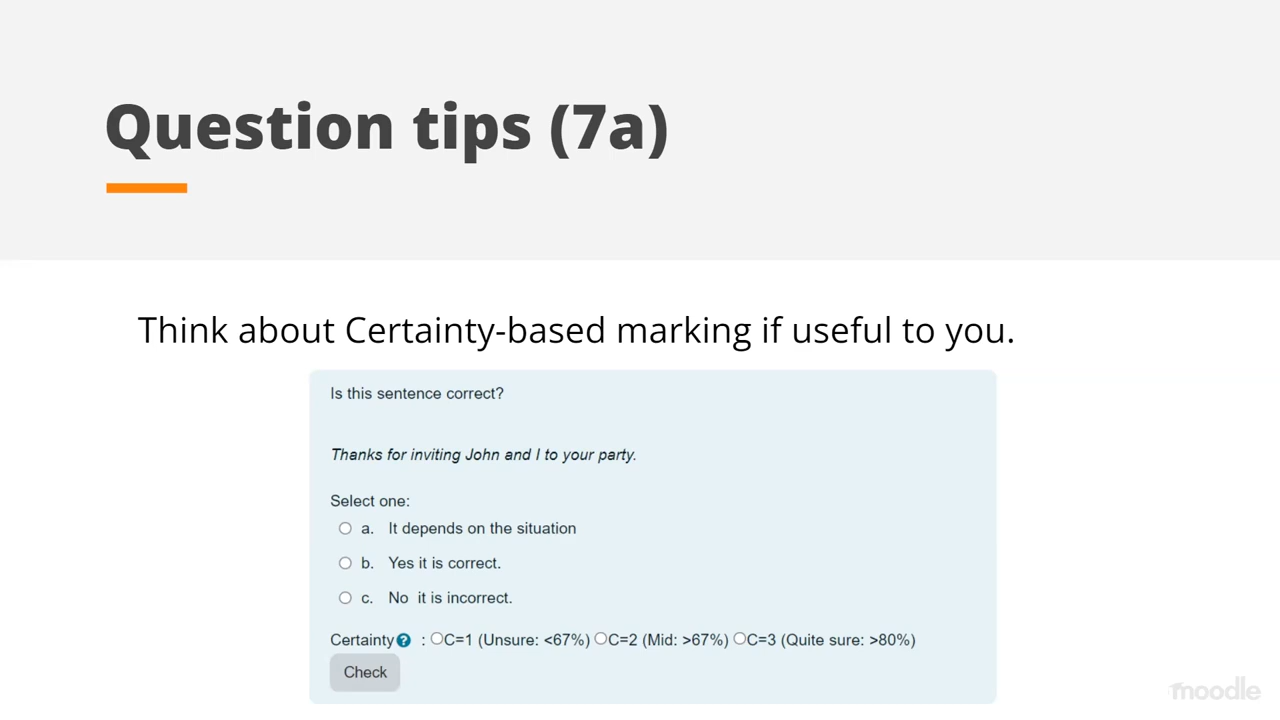 Question tips (7a)
Think about Certainty-based marking if useful to you.
Is this sentence correct?
Thanks for inviting John and I to your party.
Select one:
a. It depends on the situation
b. Yes it is correct.
c. No it is incorrect.
Certainty ? : C=1 (Unsure: <67%) C=2 (Mid: >67%) C=3 (Quite sure: >80%)
Check
moodle